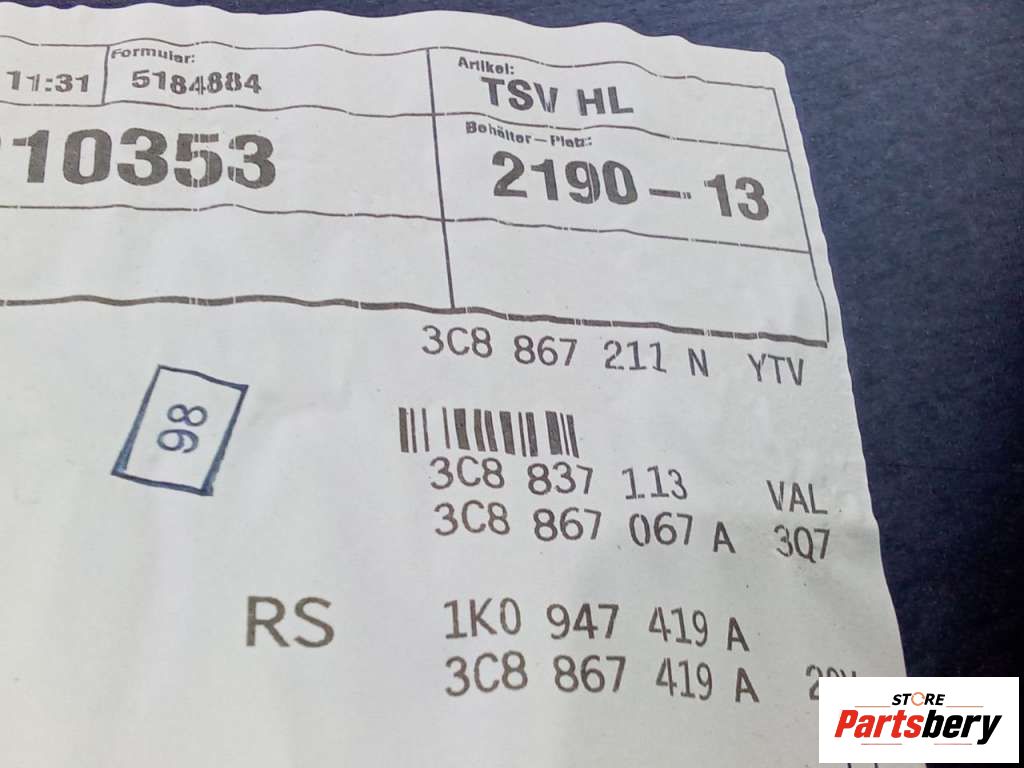 11:31
Formular:
5184884
Artikel:
TSV HL
10353
Behälter-Platz:
2190-13
3C8 867 211 N YTV
98
3C8 837 113 VAL
3C8 867 067 A 3Q7
RS 1K0 947 419 A
3C8 867 419 A
STORE
Partsbery